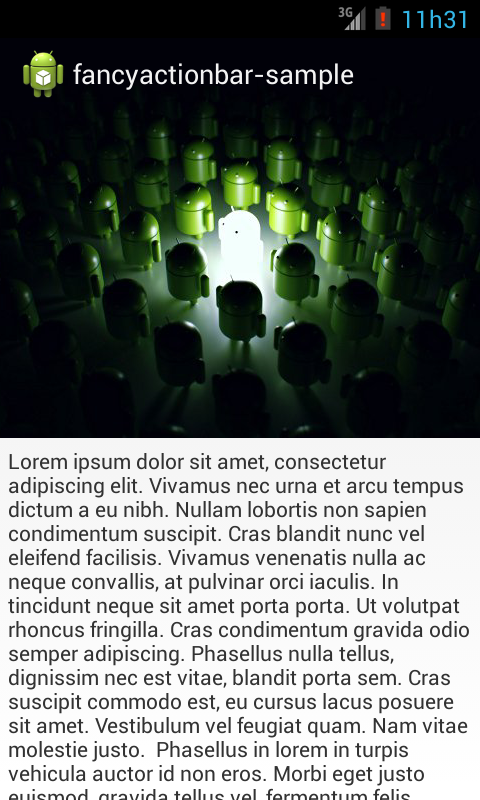 3G
11h31
fancyactionbar-sample
Lorem ipsum dolor sit amet, consectetur
adipiscing elit. Vivamus nec urna et arcu tempus
dictum a eu nibh. Nullam lobortis non sapien
condimentum suscipit. Cras blandit nunc vel
eleifend facilisis. Vivamus venenatis nulla ac
neque convallis, at pulvinar orci iaculis. In
tincidunt neque sit amet porta porta. Ut volutpat
rhoncus fringilla. Cras condimentum gravida odio
semper adipiscing. Phasellus nulla tellus,
dignissim nec est vitae, blandit porta sem. Cras
suscipit commodo est, eu cursus lacus posuere
sit amet. Vestibulum vel feugiat quam. Nam vitae
molestie justo.  Phasellus in lorem in turpis
vehicula auctor id non eros. Morbi eget justo
euismod, gravida tellus vel, fermentum felis.